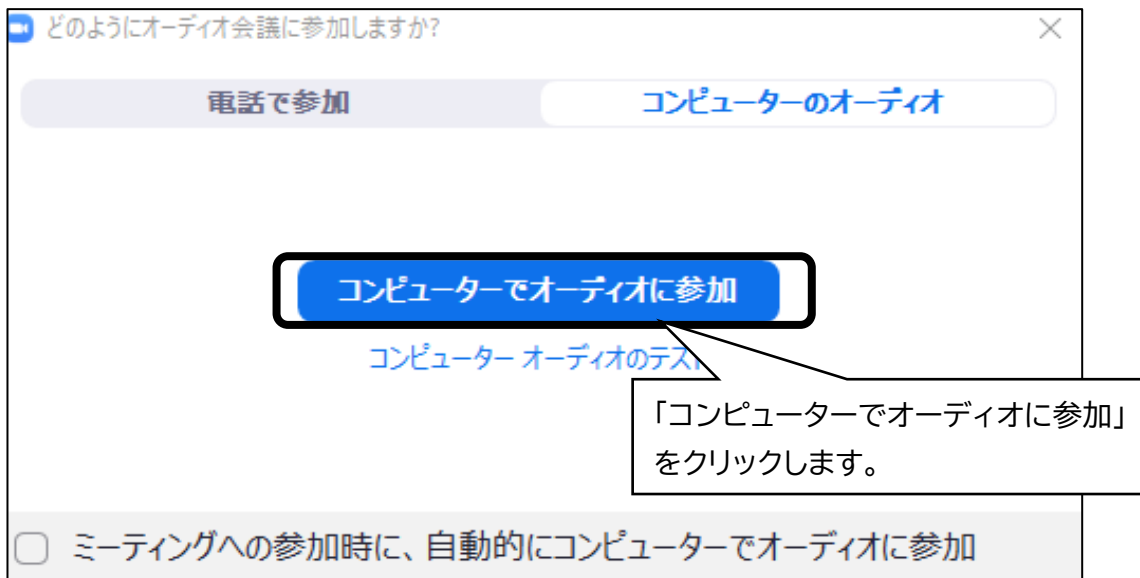 どのようにオーディオ会議に参加しますか?
電話で参加
コンピューターのオーディオ
コンピューターでオーディオに参加
コンピューター オーディオのテスト
「コンピューターでオーディオに参加」
をクリックします。
ミーティングへの参加時に、自動的にコンピューターでオーディオに参加